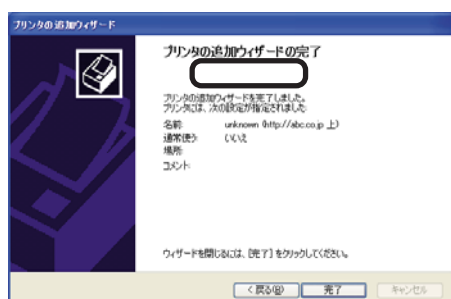 プリンタの追加ウィザード
プリンタの追加ウィザードの完了
プリンタの追加ウィザードを完了しました。
プリンタには、次の設定が指定されました
名前: unknown (http://abc.co.jp 上)
通常使う: いいえ
場所:
コメント:
ウィザードを閉じるには、[完了] をクリックしてください。
< 戻る(B)
完了
キャンセル